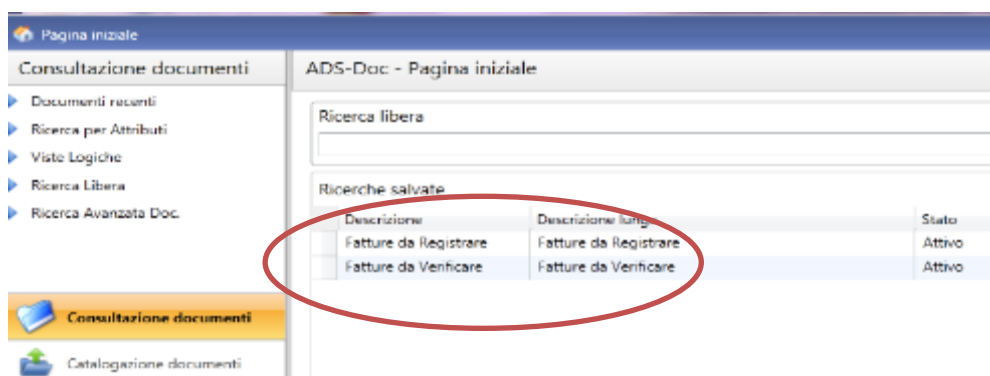 Pagina iniziale
Consultazione documenti
Documenti recenti
Ricerca per Attributi
Viste Logiche
Ricerca Libera
Ricerca Avanzata Doc.
Consultazione documenti
Catalogazione documenti
ADS-Doc - Pagina iniziale
Ricerca libera
Ricerche salvate
Descrizione Descrizione lunga Stato
Fatture da Registrare Fatture da Registrare Attivo
Fatture da Verificare Fatture da Verificare Attivo